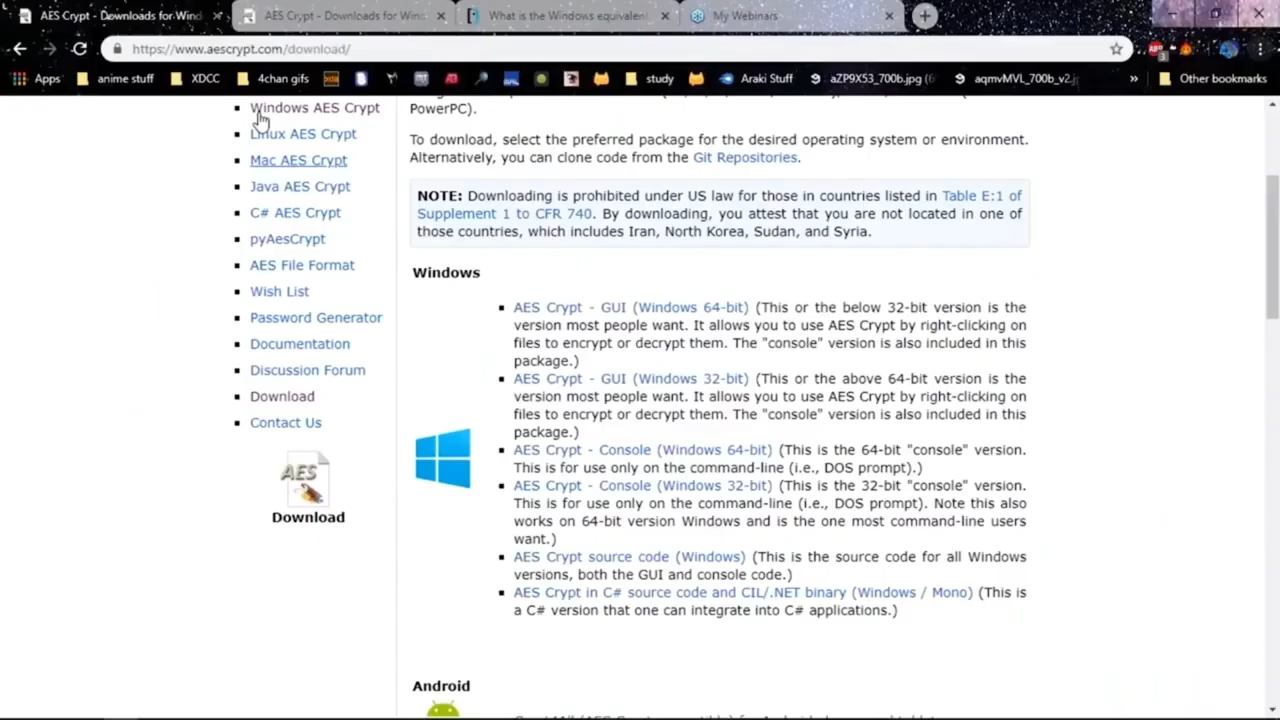 AES Crypt - Downloads for Wind
AES Crypt - Downloads for Wind
What is the Windows equivalent
My Webinars
https://www.aescrypt.com/download/
Apps
anime stuff
XDCC
4chan gifs
study
Araki Stuff
aZP9X53_700b.jpg (6
aqmvMVL_700b_v2.j
»
Other bookmarks
Windows AES Crypt
Linux AES Crypt
Mac AES Crypt
Java AES Crypt
C# AES Crypt
pyAesCrypt
AES File Format
Wish List
Password Generator
Documentation
Discussion Forum
Download
Contact Us
AES
Download
PowerPC).
To download, select the preferred package for the desired operating system or environment.
Alternatively, you can clone code from the Git Repositories.
NOTE: Downloading is prohibited under US law for those in countries listed in Table E:1 of
Supplement 1 to CFR 740. By downloading, you attest that you are not located in one of
those countries, which includes Iran, North Korea, Sudan, and Syria.
Windows
AES Crypt - GUI (Windows 64-bit) (This or the below 32-bit version is the
version most people want. It allows you to use AES Crypt by right-clicking on
files to encrypt or decrypt them. The "console" version is also included in this
package.)
AES Crypt - GUI (Windows 32-bit) (This or the above 64-bit version is the
version most people want. It allows you to use AES Crypt by right-clicking on
files to encrypt or decrypt them. The "console" version is also included in this
package.)
AES Crypt - Console (Windows 64-bit) (This is the 64-bit "console" version.
This is for use only on the command-line (i.e., DOS prompt).)
AES Crypt - Console (Windows 32-bit) (This is the 32-bit "console" version.
This is for use only on the command-line (i.e., DOS prompt). Note this also
works on 64-bit version Windows and is the one most command-line users
want.)
AES Crypt source code (Windows) (This is the source code for all Windows
versions, both the GUI and console code.)
AES Crypt in C# source code and CIL/.NET binary (Windows / Mono) (This is
a C# version that one can integrate into C# applications.)
Android